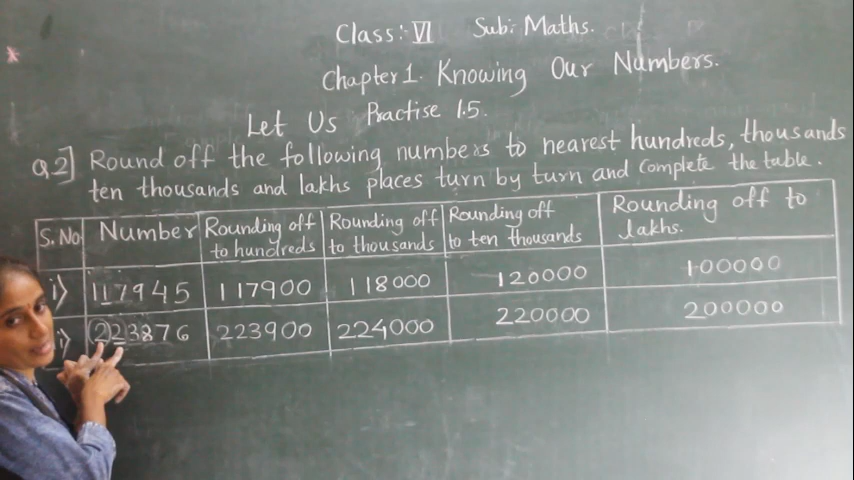 Class:- VI Sub: Maths.
Chapter 1. Knowing Our Numbers.
Let Us Practise 1.5.
Q.2] Round off the following numbers to nearest hundreds, thousands
ten thousands and lakhs places turn by turn and complete the table.
S.No Number Rounding off to hundreds Rounding off to thousands Rounding off to ten thousands Rounding off to lakhs.
i) 117945 117900 118000 120000 100000
i) 223876 223900 224000 220000 200000